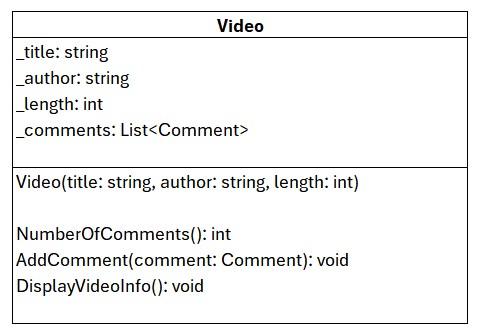 Video
_title: string
_author: string
_length: int
_comments: List<Comment>
Video(title: string, author: string, length: int)
NumberOfComments(): int
AddComment(comment: Comment): void
DisplayVideoInfo(): void